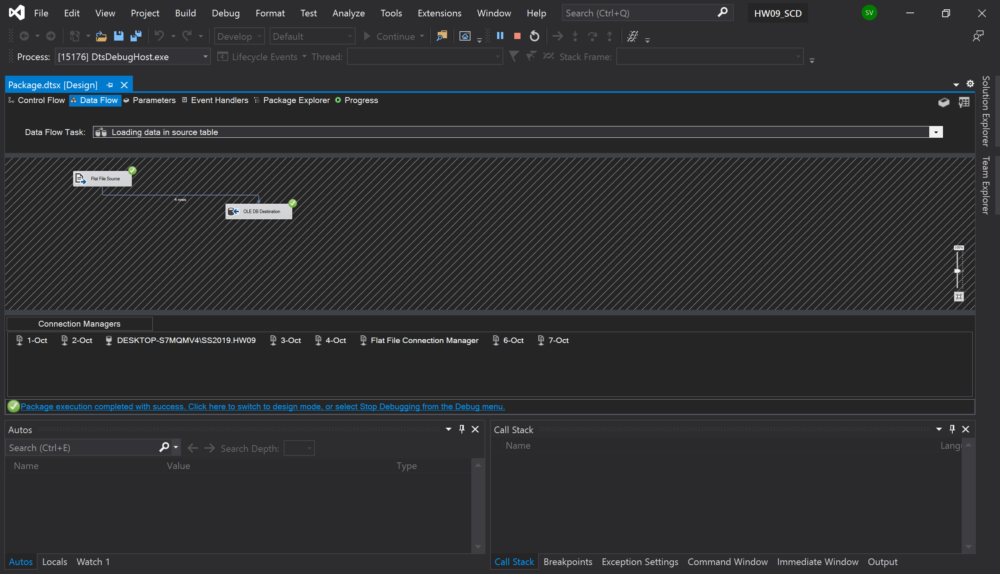 File Edit View Project Build Debug Format Test Analyze Tools Extensions Window Help Search (Ctrl+Q) HW09_SCD SV
Develop Default Continue
Process: [15176] DtsDebugHost.exe Lifecycle Events Thread: Stack Frame:
Package.dtsx [Design]
Control Flow Data Flow Parameters Event Handlers Package Explorer Progress
Data Flow Task: Loading data in source table
Solution Explorer
Team Explorer
Flat File Source
4 rows
OLE DB Destination
100%
Connection Managers
1-Oct 2-Oct DESKTOP-S7MQMV4\SS2019.HW09 3-Oct 4-Oct Flat File Connection Manager 6-Oct 7-Oct
Package execution completed with success. Click here to switch to design mode, or select Stop Debugging from the Debug menu.
Autos
Search (Ctrl+E) Search Depth:
Name Value Type
Autos Locals Watch 1
Call Stack
Name Langu
Call Stack Breakpoints Exception Settings Command Window Immediate Window Output